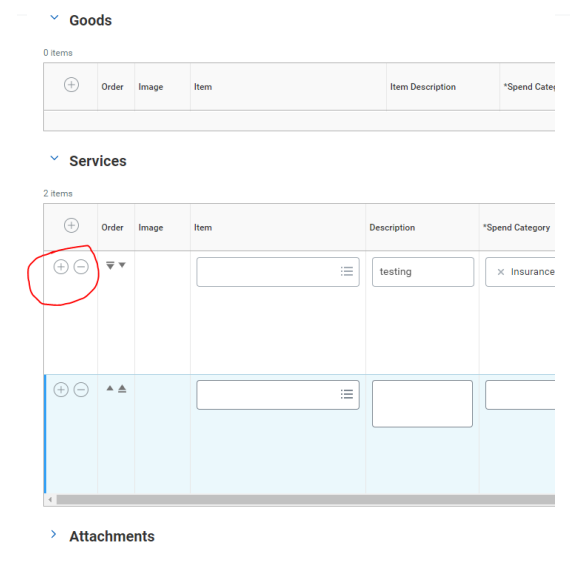 Goods
0 items
Order Image Item Item Description *Spend Categ
Services
2 items
Order Image Item Description *Spend Category
testing × Insurance
Attachments